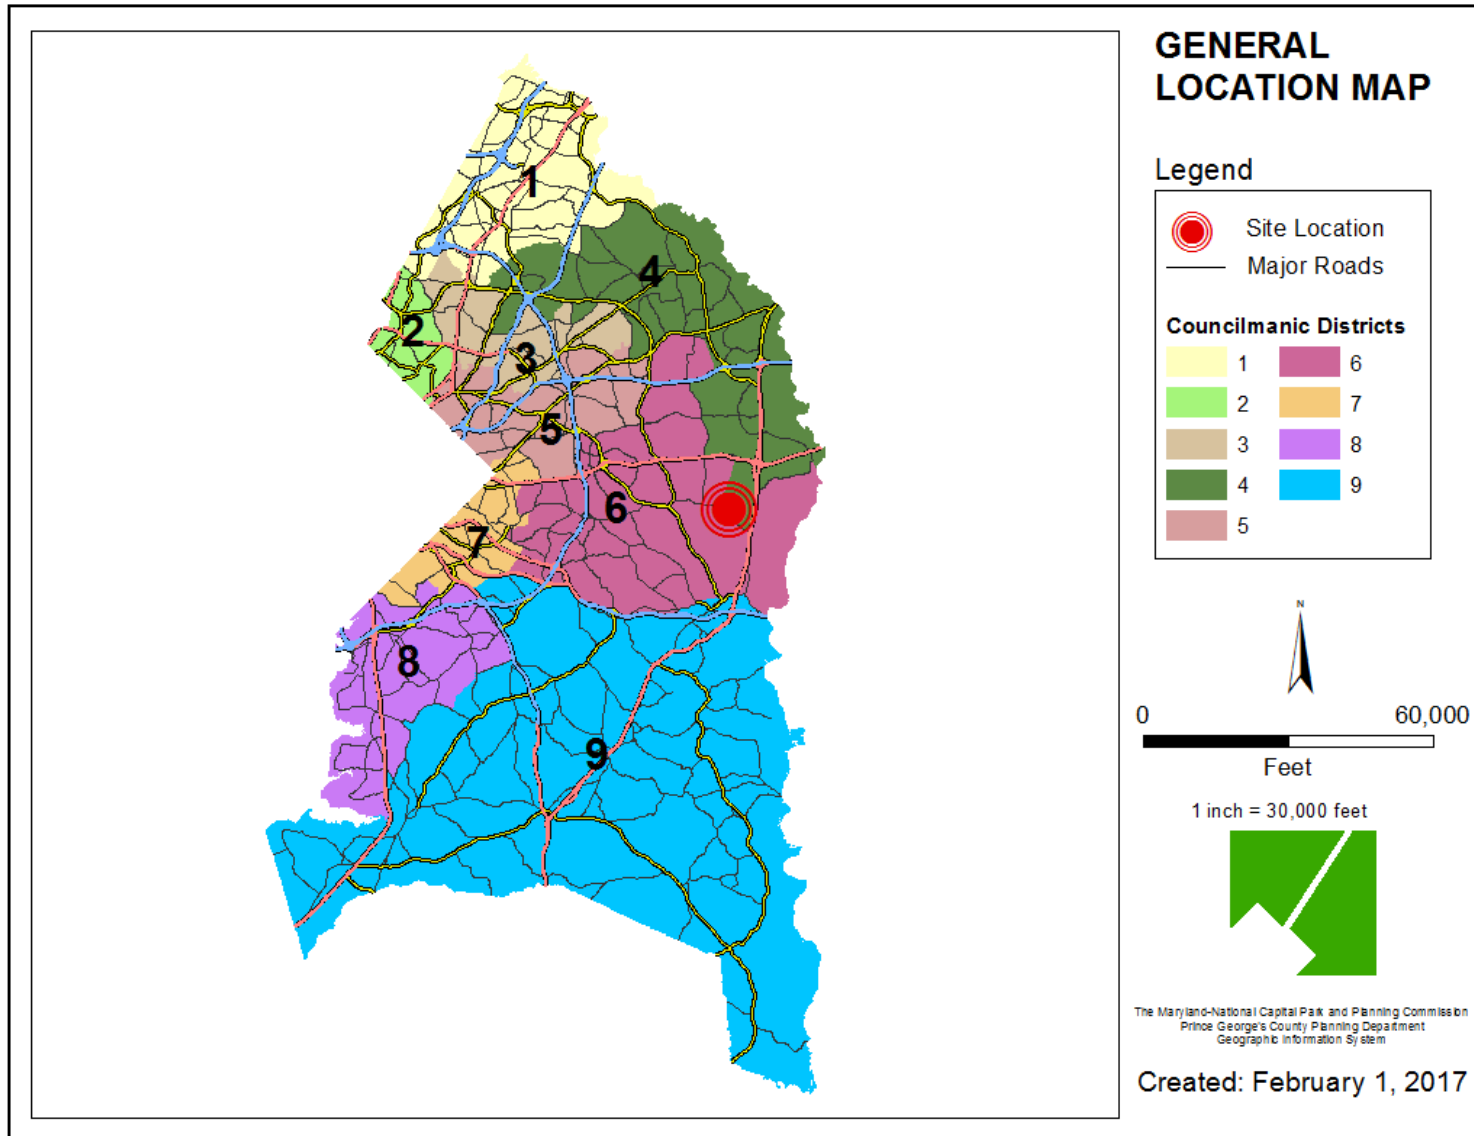 GENERAL
LOCATION MAP
Legend
Site Location
Major Roads
Councilmanic Districts
1 6
2 7
3 8
4 9
5
1
4
2
3
5
6
7
8
9
N
0 60,000
Feet
1 inch = 30,000 feet
The Maryland-National Capital Park and Planning Commission
Prince George's County Planning Department
Geographic Information System
Created: February 1, 2017